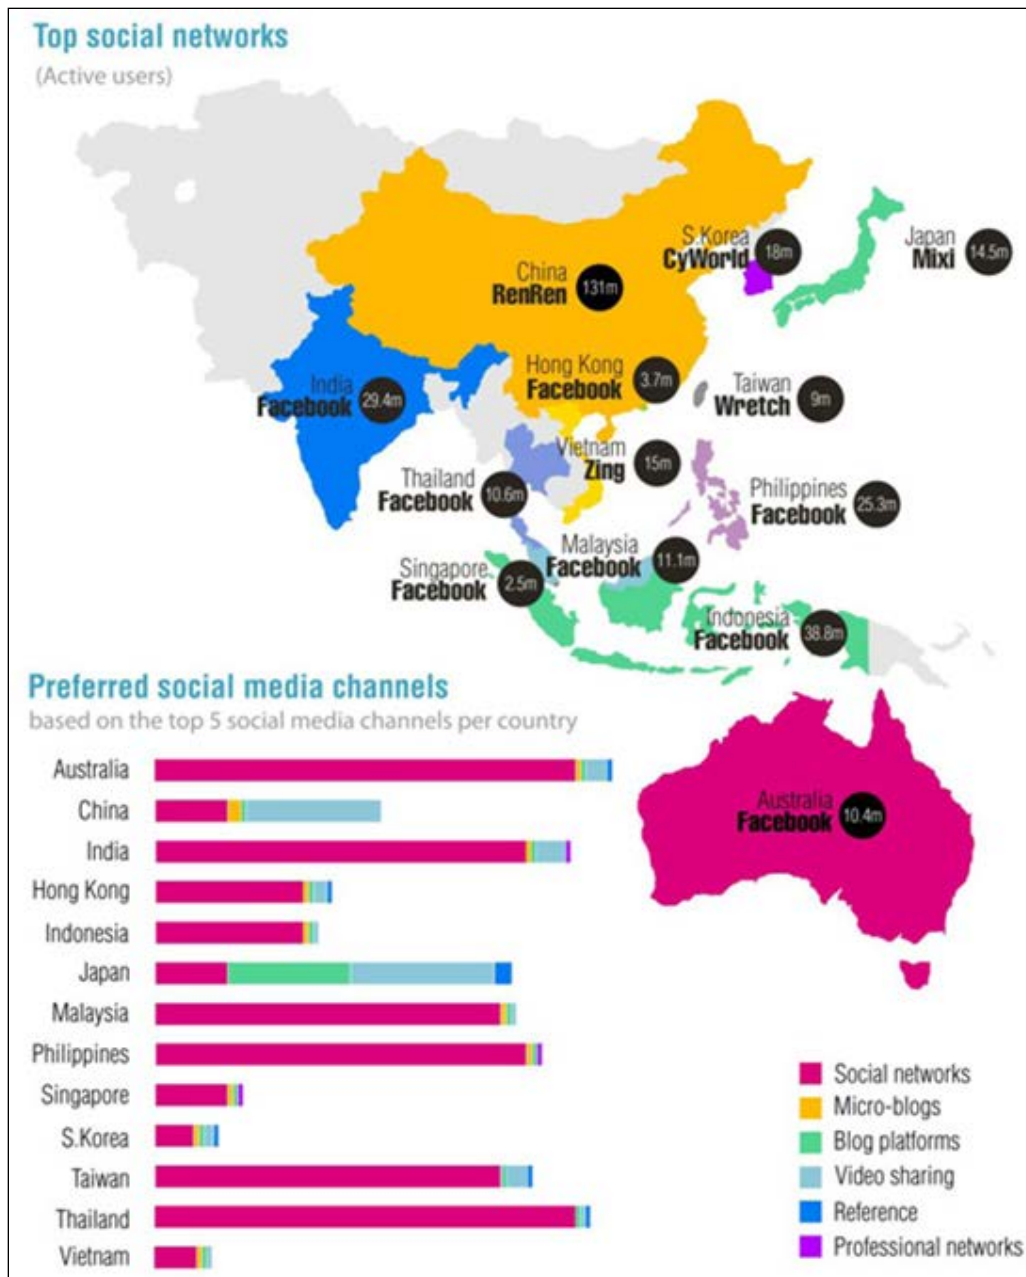 Top social networks
(Active users)
S.Korea
CyWorld
18m
Japan
Mixi
14.5m
China
RenRen
131m
Hong Kong
Facebook
3.7m
India
Facebook
29.4m
Taiwan
Wretch
9m
Vietnam
Zing
15m
Thailand
Facebook
10.6m
Philippines
Facebook
25.3m
Malaysia
Facebook
11.1m
Singapore
Facebook
2.5m
Indonesia
Facebook
38.8m
Preferred social media channels
based on the top 5 social media channels per country
Australia
Facebook
10.4m
Australia
China
India
Hong Kong
Indonesia
Japan
Malaysia
Philippines
Singapore
S.Korea
Taiwan
Thailand
Vietnam
Social networks
Micro-blogs
Blog platforms
Video sharing
Reference
Professional networks